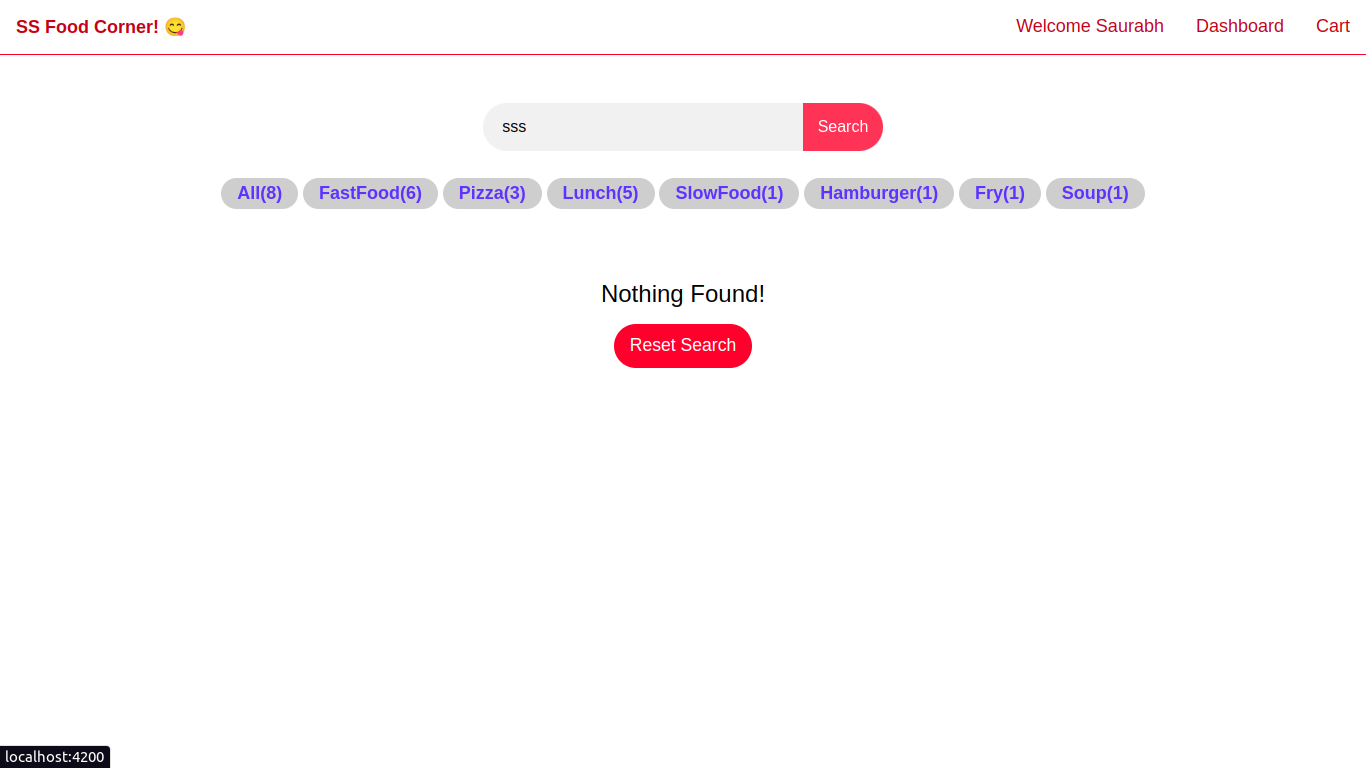 SS Food Corner! 😋 Welcome Saurabh Dashboard Cart
sss Search
All(8) FastFood(6) Pizza(3) Lunch(5) SlowFood(1) Hamburger(1) Fry(1) Soup(1)
Nothing Found!
Reset Search
localhost:4200